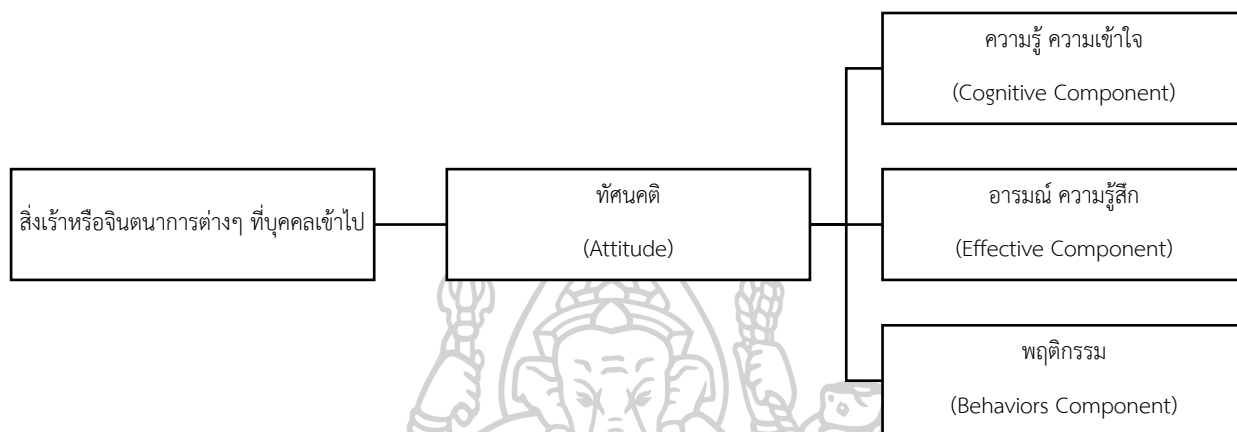 ความรู้ ความเข้าใจ
(Cognitive Component)
สิ่งเร้าหรือจินตนาการต่างๆ ที่บุคคลเข้าไป
ทัศนคติ
(Attitude)
อารมณ์ ความรู้สึก
(Effective Component)
พฤติกรรม
(Behaviors Component)